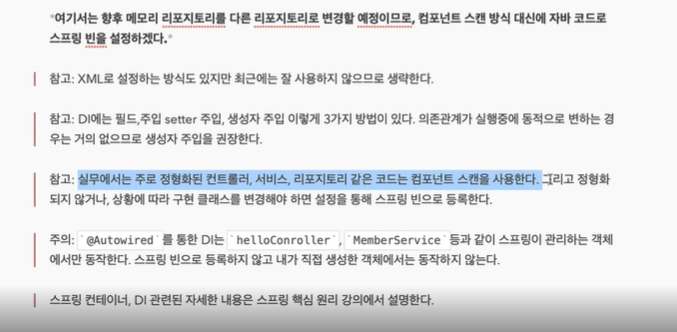 *여기서는 향후 메모리 리포지토리를 다른 리포지토리로 변경할 예정이므로, 컴포넌트 스캔 방식 대신에 자바 코드로
스프링 빈을 설정하겠다.*
참고: XML로 설정하는 방식도 있지만 최근에는 잘 사용하지 않으므로 생략한다.
참고: DI에는 필드,주입 setter 주입, 생성자 주입 이렇게 3가지 방법이 있다. 의존관계가 실행중에 동적으로 변하는 경
우는 거의 없으므로 생성자 주입을 권장한다.
참고: 실무에서는 주로 정형화된 컨트롤러, 서비스, 리포지토리 같은 코드는 컴포넌트 스캔을 사용한다. 그리고 정형화
되지 않거나, 상황에 따라 구현 클래스를 변경해야 하면 설정을 통해 스프링 빈으로 등록한다.
주의: `@Autowired`를 통한 DI는 `helloConroller`, `MemberService` 등과 같이 스프링이 관리하는 객체
에서만 동작한다. 스프링 빈으로 등록하지 않고 내가 직접 생성한 객체에서는 동작하지 않는다.
스프링 컨테이너, DI 관련된 자세한 내용은 스프링 핵심 원리 강의에서 설명한다.